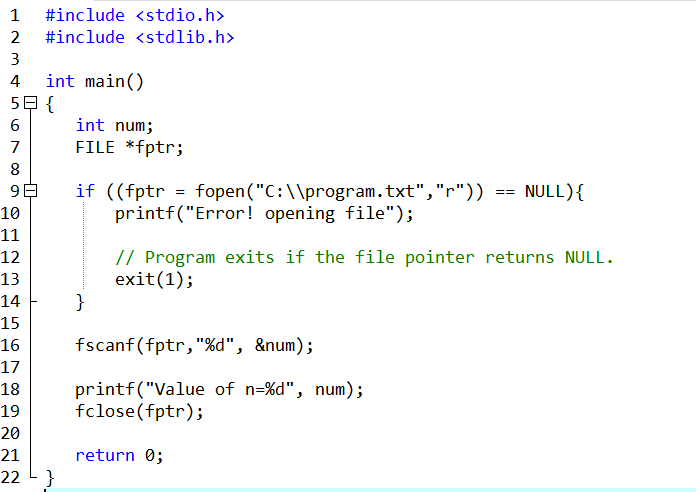 1 #include <stdio.h>
2 #include <stdlib.h>
3
4 int main()
5 {
6 int num;
7 FILE *fptr;
8
9 if ((fptr = fopen("C:\\program.txt","r")) == NULL){
10 printf("Error! opening file");
11
12 // Program exits if the file pointer returns NULL.
13 exit(1);
14 }
15
16 fscanf(fptr,"%d", &num);
17
18 printf("Value of n=%d", num);
19 fclose(fptr);
20
21 return 0;
22 }